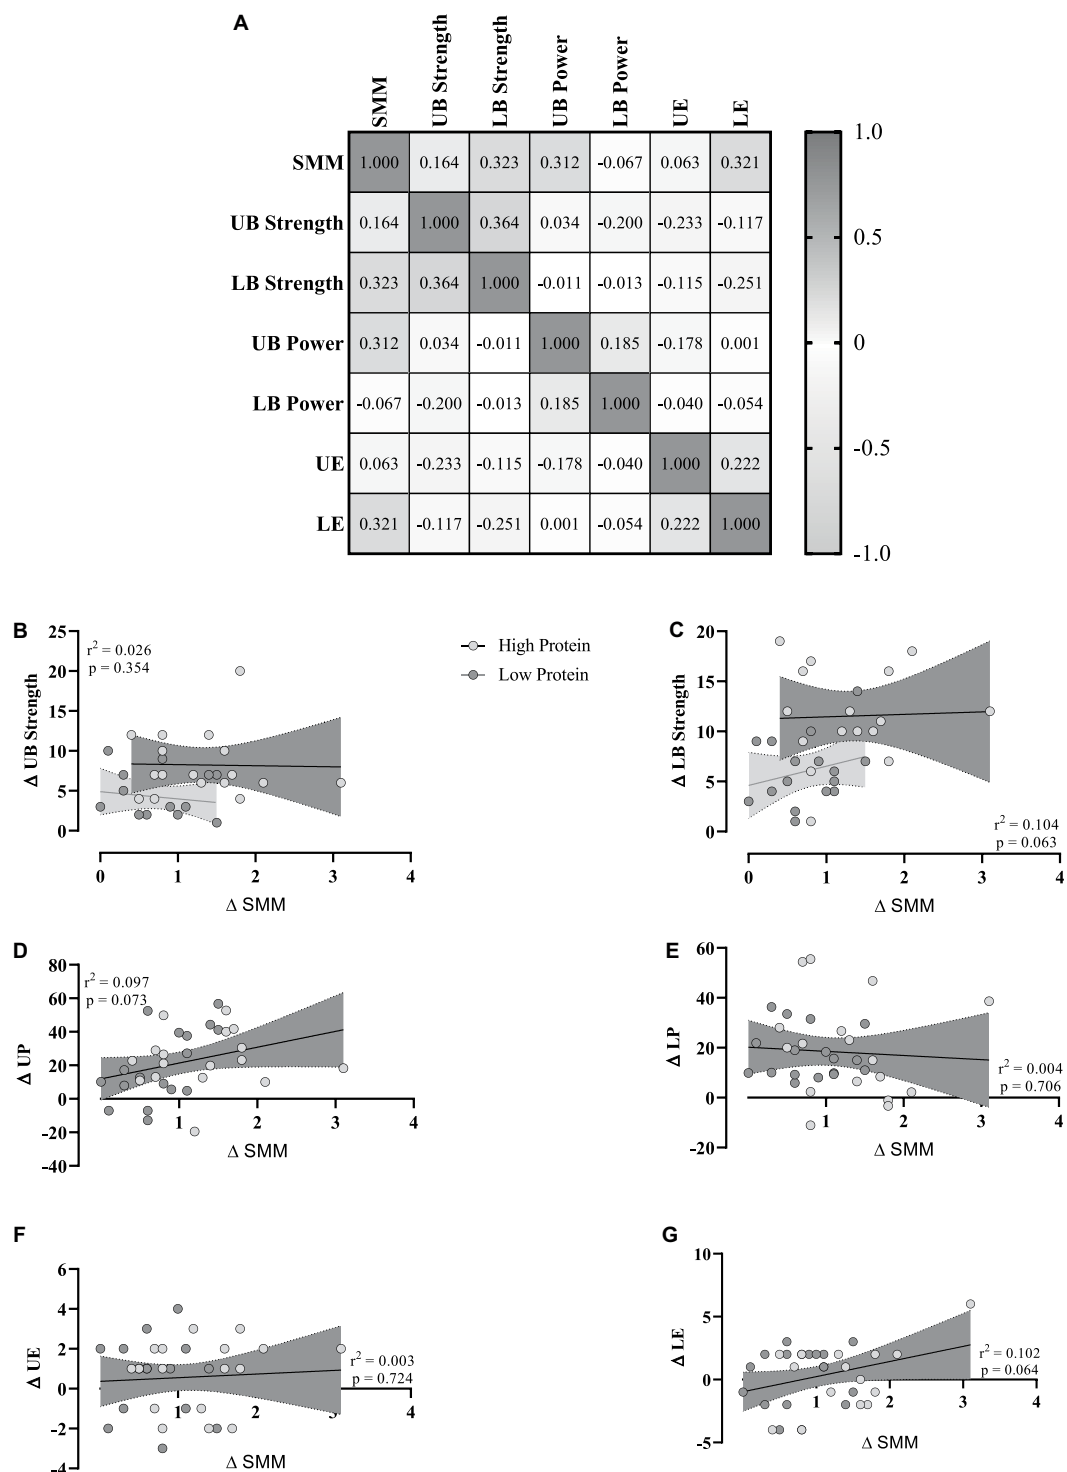 A
SMM
UB Strength
LB Strength
UB Power
LB Power
UE
LE
SMM 1.000 0.164 0.323 0.312 -0.067 0.063 0.321
UB Strength 0.164 1.000 0.364 0.034 -0.200 -0.233 -0.117
LB Strength 0.323 0.364 1.000 -0.011 -0.013 -0.115 -0.251
UB Power 0.312 0.034 -0.011 1.000 0.185 -0.178 0.001
LB Power -0.067 -0.200 -0.013 0.185 1.000 -0.040 -0.054
UE 0.063 -0.233 -0.115 -0.178 -0.040 1.000 0.222
LE 0.321 -0.117 -0.251 0.001 -0.054 0.222 1.000
1.0
0.5
0
-0.5
-1.0
B
Δ UB Strength
25
20
15
10
5
0
r² = 0.026
p = 0.354
0 1 2 3 4
Δ SMM
High Protein
Low Protein
C
Δ LB Strength
20
15
10
5
0
r² = 0.104
p = 0.063
0 1 2 3 4
Δ SMM
D
Δ UP
80
60
40
20
0
-20
-40
r² = 0.097
p = 0.073
1 2 3 4
Δ SMM
E
Δ LP
60
40
20
0
-20
r² = 0.004
p = 0.706
1 2 3 4
Δ SMM
F
Δ UE
6
4
2
0
-2
-4
r² = 0.003
p = 0.724
1 2 3 4
Δ SMM
G
Δ LE
10
5
0
-5
r² = 0.102
p = 0.064
1 2 3 4
Δ SMM